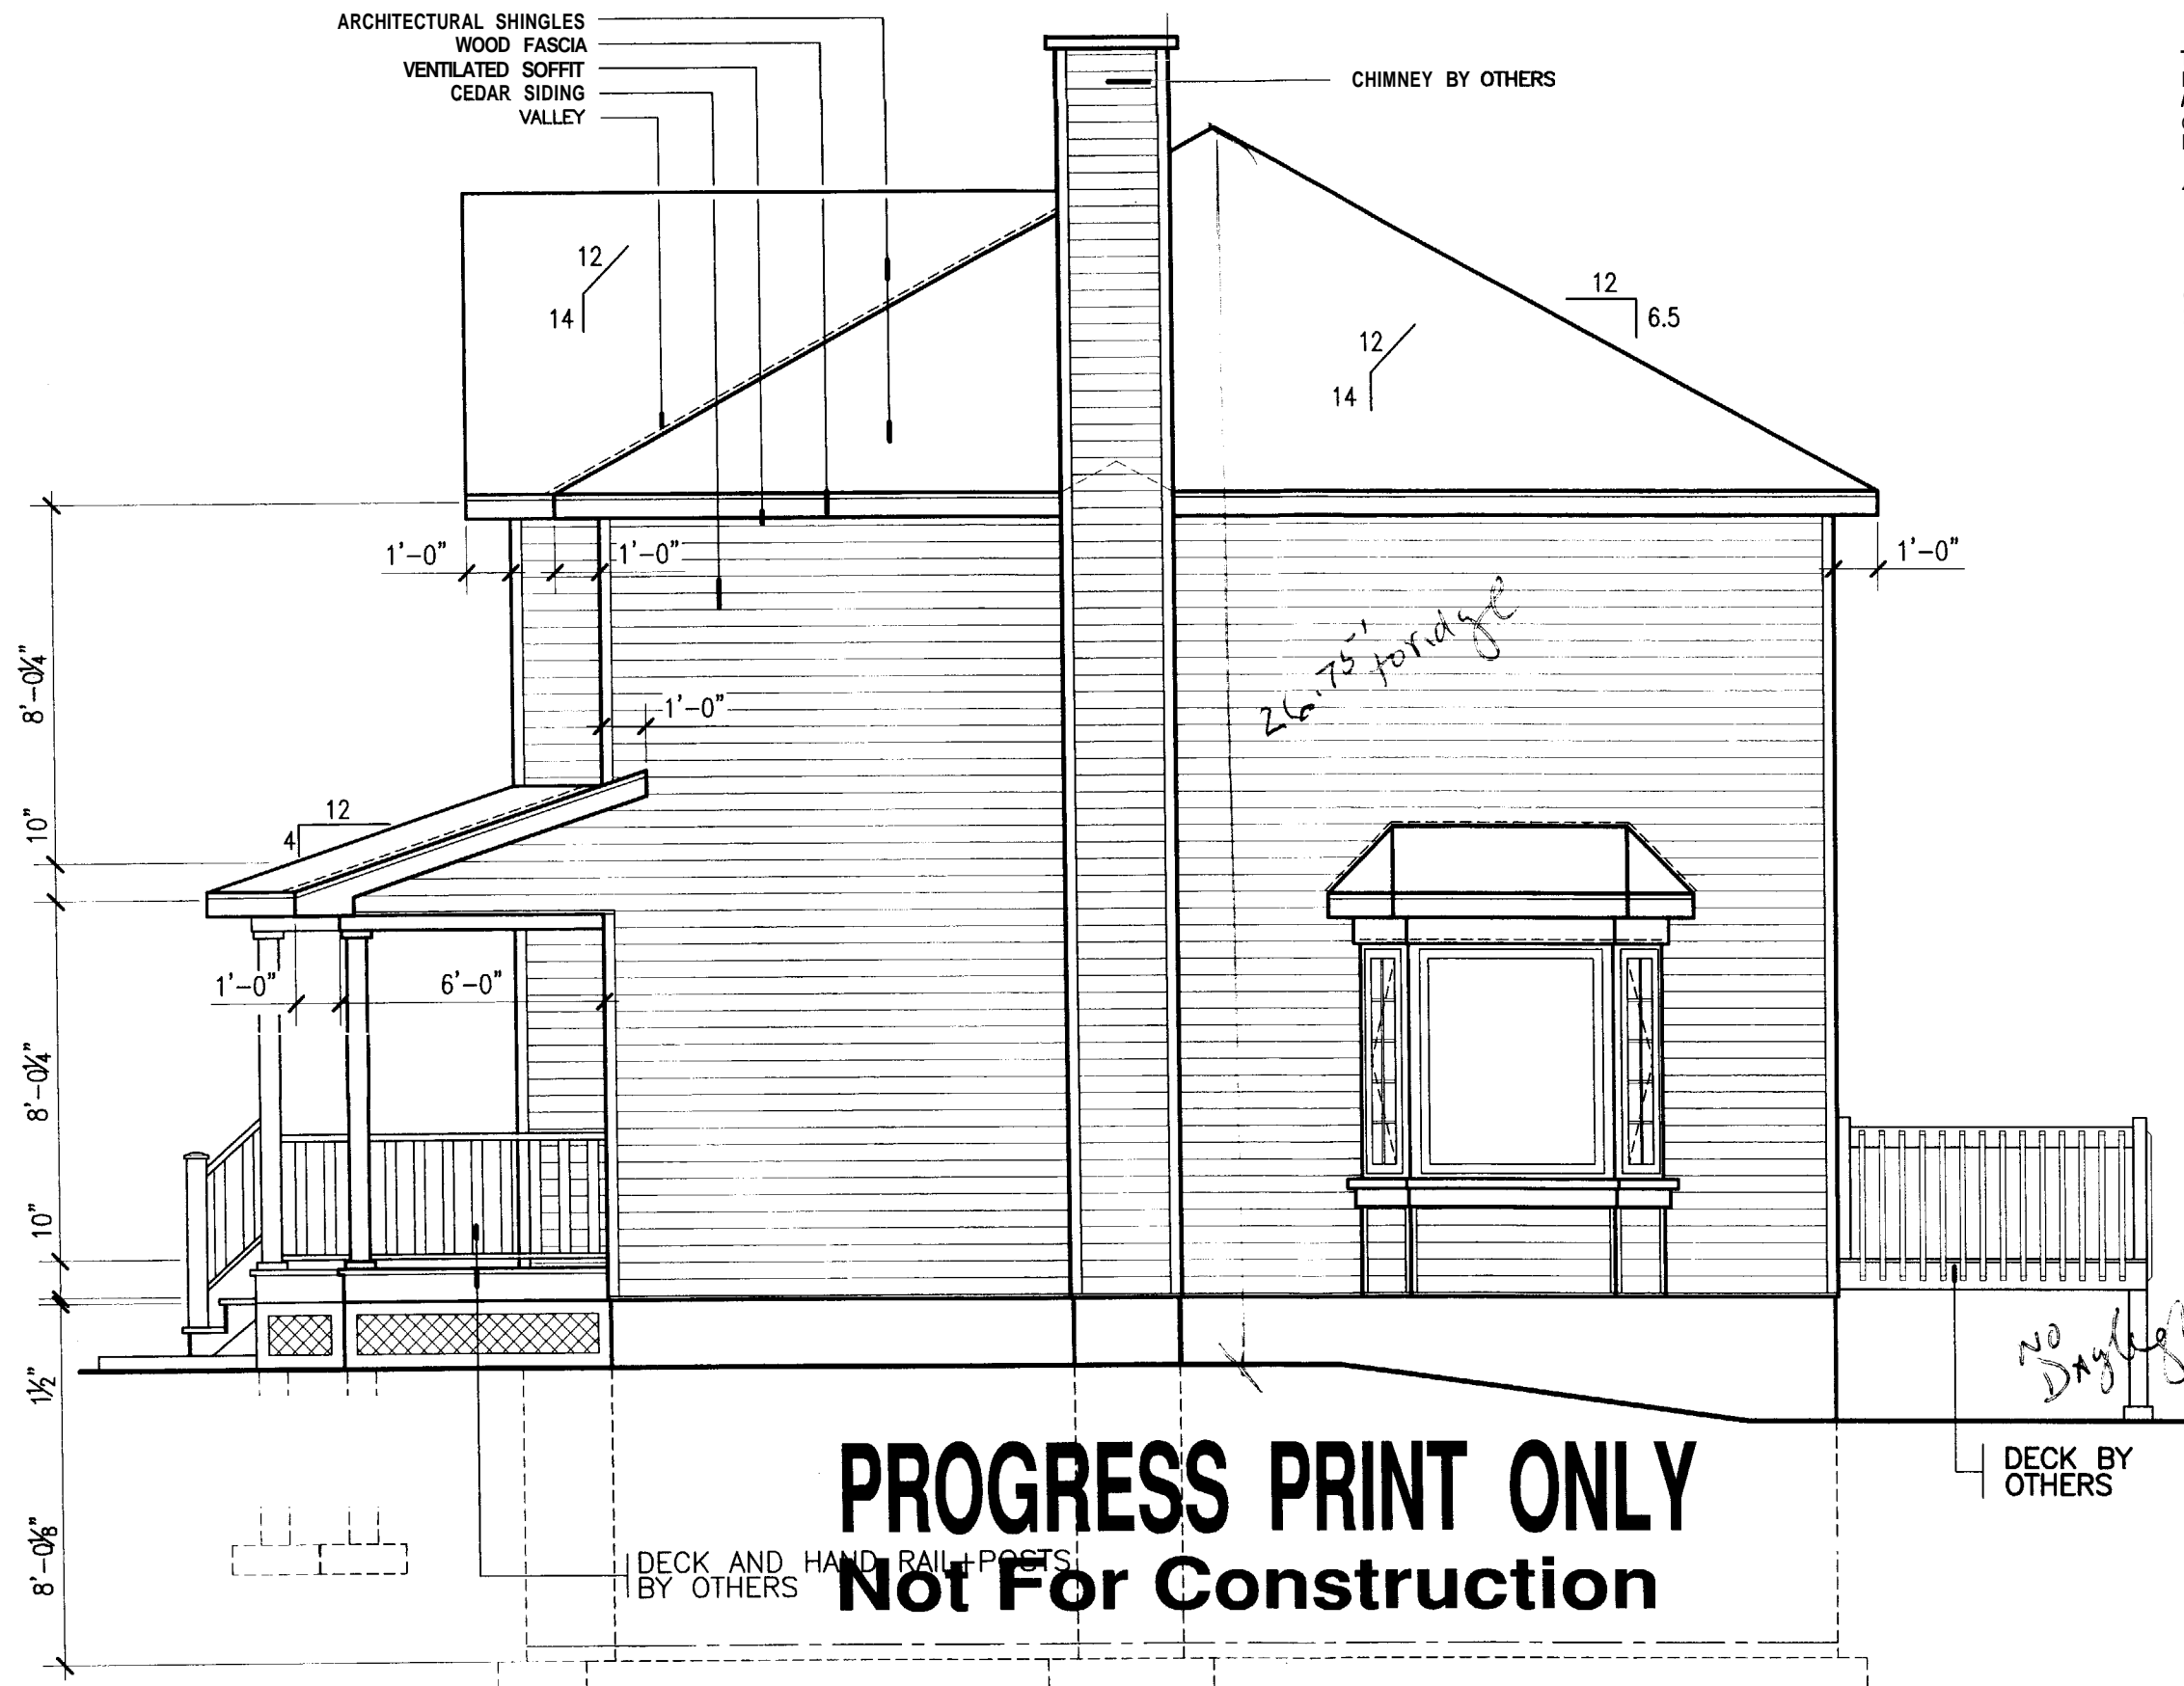 ARCHITECTURAL SHINGLES
WOOD FASCIA
VENTILATED SOFFIT
CEDAR SIDING
VALLEY
CHIMNEY BY OTHERS
12
14
12
6.5
12
14
1'-0"
1'-0"
1'-0"
8'-0¼"
26.75' to ridge
1'-0"
10"
12
4
1'-0"
6'-0"
8'-0¼"
10"
NO
1½"
DECK BY
OTHERS
PROGRESS PRINT ONLY
8'-0⅛"
DECK AND HAND RAIL+POSTS
BY OTHERS
Not For Construction